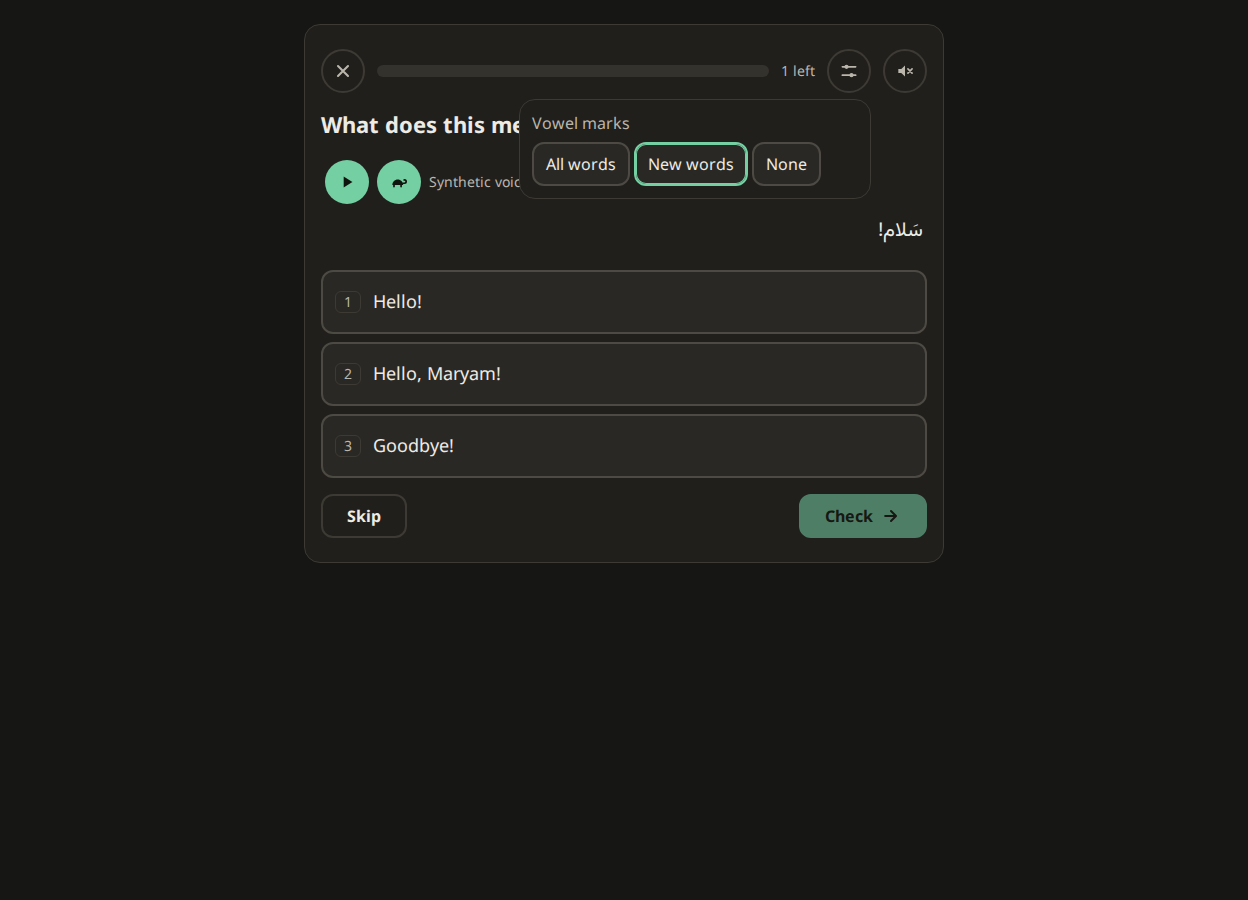 1 left
What does this me
Vowel marks
All words
New words
None
Synthetic voic
سَلام!
1 Hello!
2 Hello, Maryam!
3 Goodbye!
Skip
Check